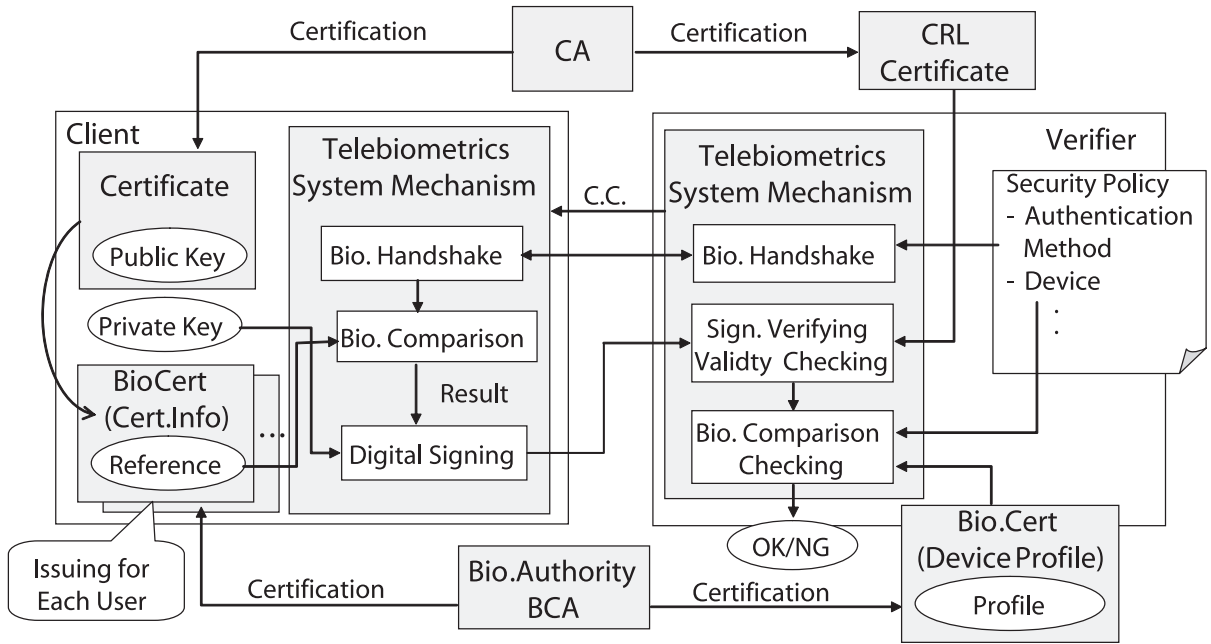 Certification
CA
Certification
CRL
Certificate
Client
Certificate
Public Key
Private Key
BioCert
(Cert.Info)
...
Reference
Issuing for
Each User
Telebiometrics
System Mechanism
Bio. Handshake
Bio. Comparison
Result
Digital Signing
C.C.
Telebiometrics
System Mechanism
Bio. Handshake
Sign. Verifying
Validty Checking
Bio. Comparison
Checking
OK/NG
Verifier
Security Policy
- Authentication
Method
- Device
:
Certification
Bio.Authority
BCA
Certification
Bio.Cert
(Device Profile)
Profile